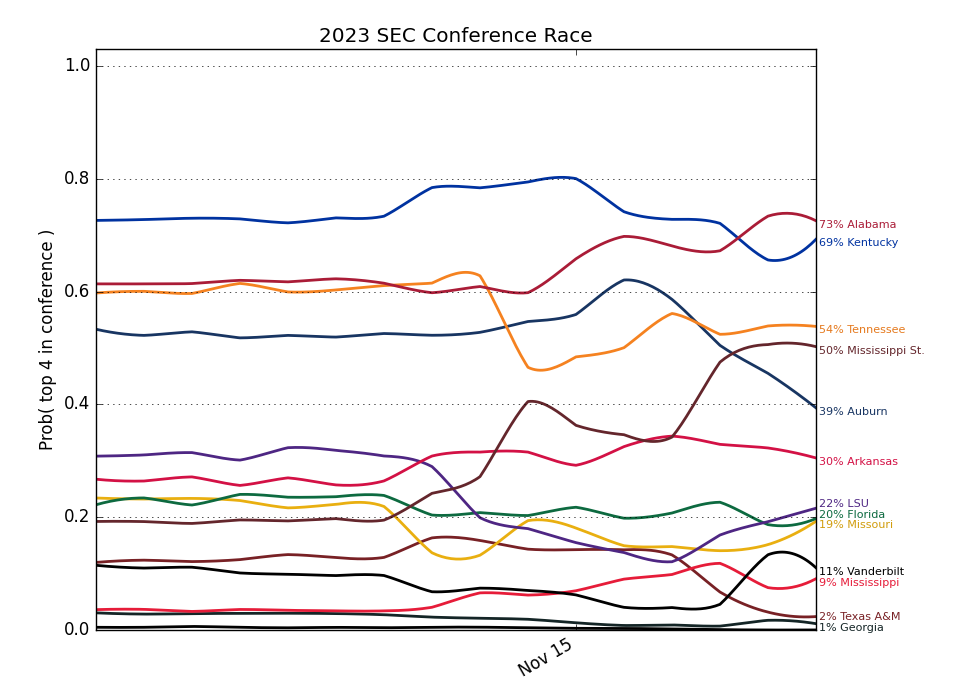 2023 SEC Conference Race
Prob( top 4 in conference )
1.0
0.8
0.6
0.4
0.2
0.0
Nov 15
73% Alabama
69% Kentucky
54% Tennessee
50% Mississippi St.
39% Auburn
30% Arkansas
22% LSU
20% Florida
19% Missouri
11% Vanderbilt
9% Mississippi
2% Texas A&M
1% Georgia